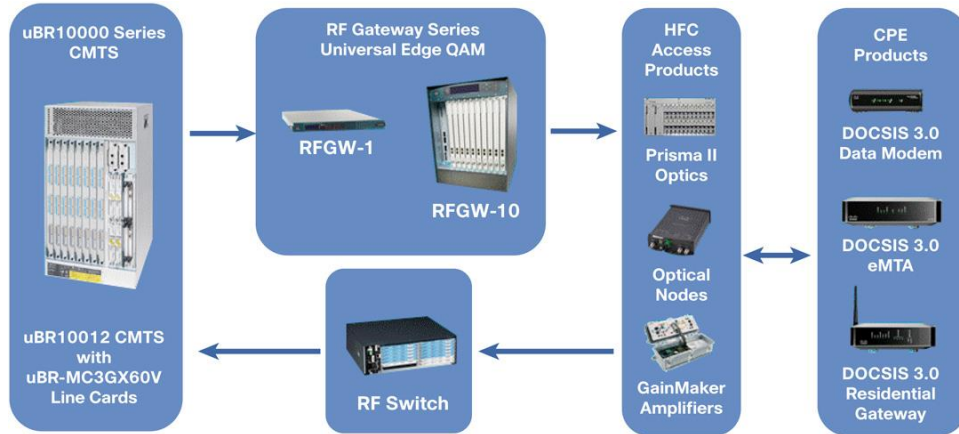 uBR10000 Series
CMTS
uBR10012 CMTS
with
uBR-MC3GX60V
Line Cards
RF Gateway Series
Universal Edge QAM
RFGW-1
RFGW-10
RF Switch
HFC
Access
Products
Prisma II
Optics
Optical
Nodes
GainMaker
Amplifiers
CPE
Products
DOCSIS 3.0
Data Modem
DOCSIS 3.0
eMTA
DOCSIS 3.0
Residential
Gateway